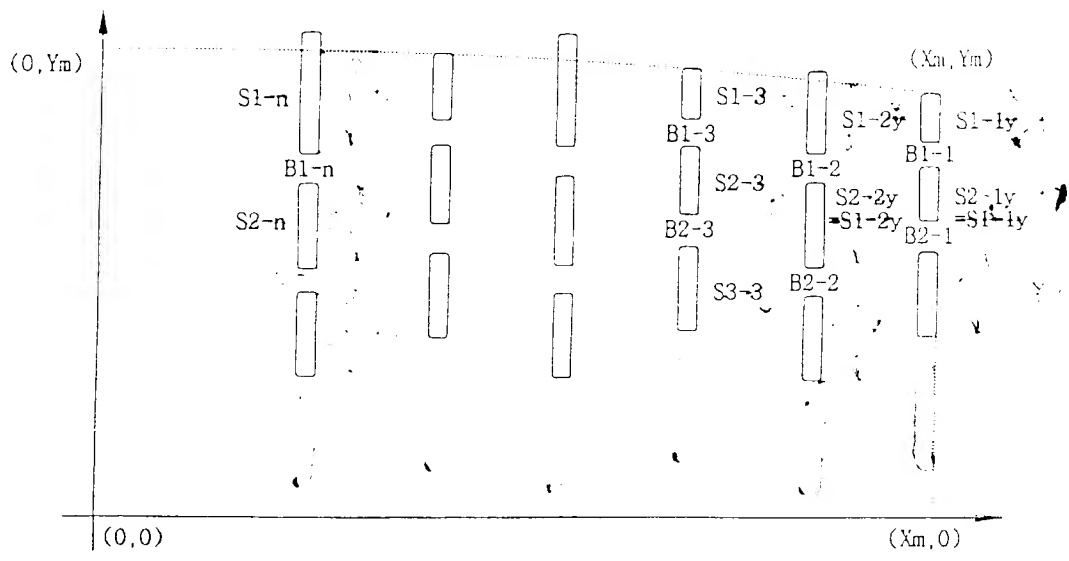 (0,Ym)
(Xm,Ym)
S1-n
S1-3
S1-2y
S1-1y
B1-3
B1-1
B1-n
B1-2
S2-n
S2-3
S2-2y
=S1-2y
S2-1y
=S1-1y
B2-3
B2-1
S3-3
B2-2
(0,0)
(Xm,0)